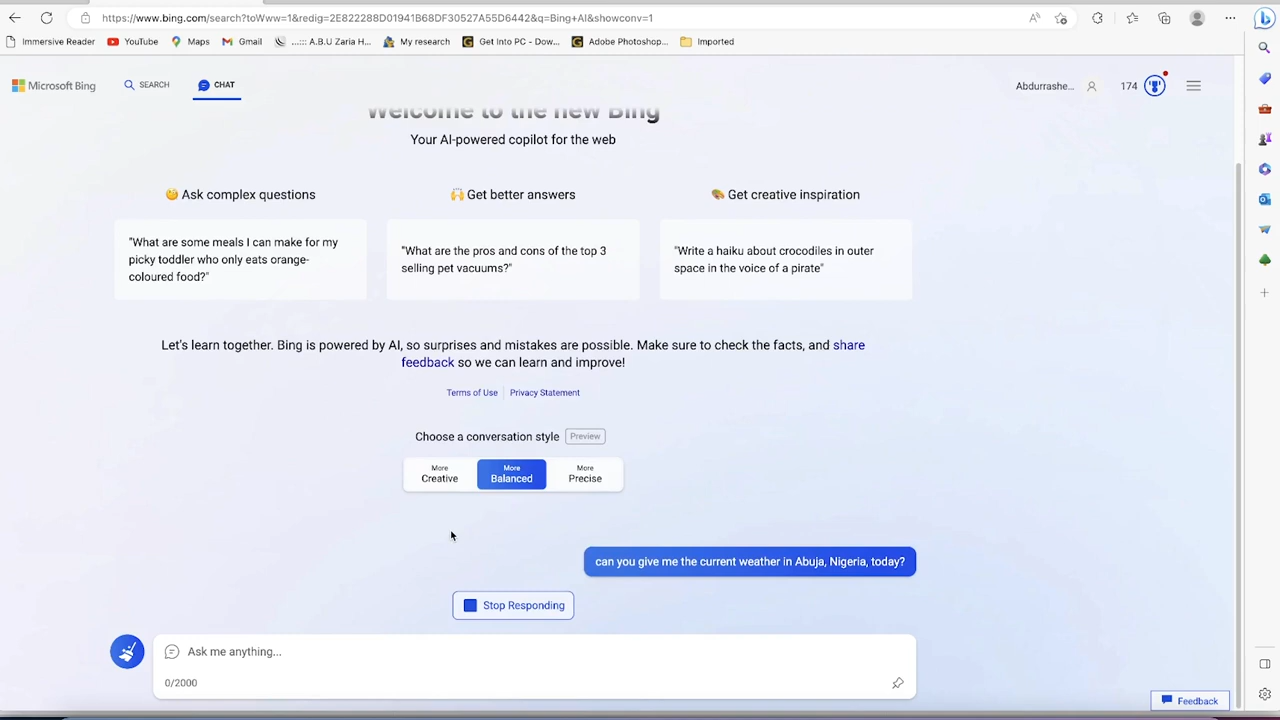 https://www.bing.com/search?toWww=1&redig=2E822288D01941B68DF30527A55D6442&q=Bing+AI&showconv=1
Immersive Reader YouTube Maps Gmail ..:::: A.B.U Zaria H... My research Get Into PC - Dow... Adobe Photoshop... Imported
Microsoft Bing SEARCH CHAT Abdurrashe... 174
Welcome to the new Bing
Your AI-powered copilot for the web
Ask complex questions
"What are some meals I can make for my
picky toddler who only eats orange-
coloured food?"
Get better answers
"What are the pros and cons of the top 3
selling pet vacuums?"
Get creative inspiration
"Write a haiku about crocodiles in outer
space in the voice of a pirate"
Let's learn together. Bing is powered by AI, so surprises and mistakes are possible. Make sure to check the facts, and share
feedback so we can learn and improve!
Terms of Use Privacy Statement
Choose a conversation style Preview
More
Creative
More
Balanced
More
Precise
can you give me the current weather in Abuja, Nigeria, today?
Stop Responding
Ask me anything...
0/2000
Feedback